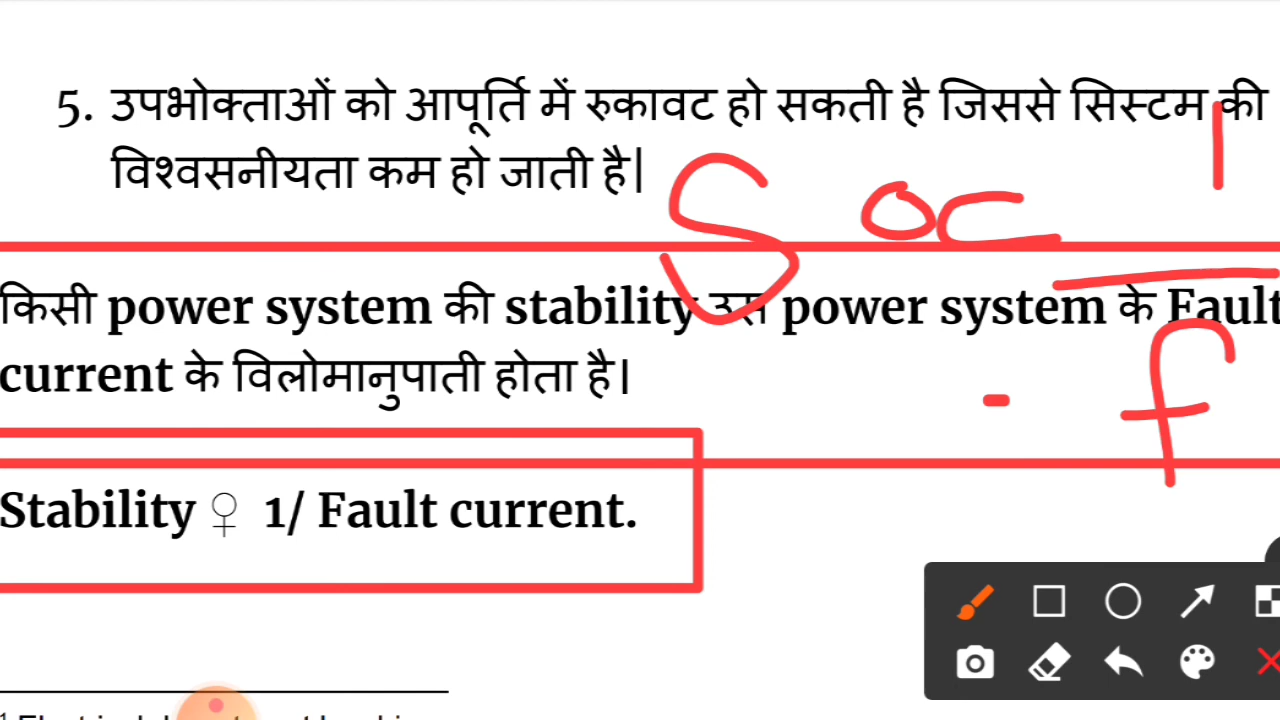 5. उपभोक्ताओं को आपूर्ति में रुकावट हो सकती है जिससे सिस्टम की
विश्वसनीयता कम हो जाती है|
S ∝ 1
f
किसी power system की stability उस power system के Fault
current के विलोमानुपाती होता है।
Stability ♀ 1/ Fault current.